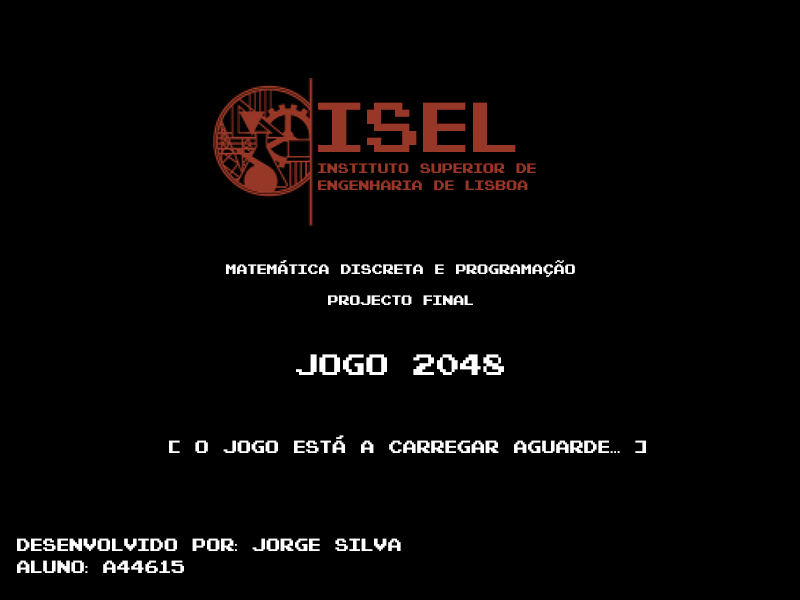 ISEL
INSTITUTO SUPERIOR DE
ENGENHARIA DE LISBOA
MATEMÁTICA DISCRETA E PROGRAMAÇÃO
PROJECTO FINAL
JOGO 2048
[ O JOGO ESTÁ A CARREGAR AGUARDE... ]
DESENVOLVIDO POR: JORGE SILVA
ALUNO: A44615